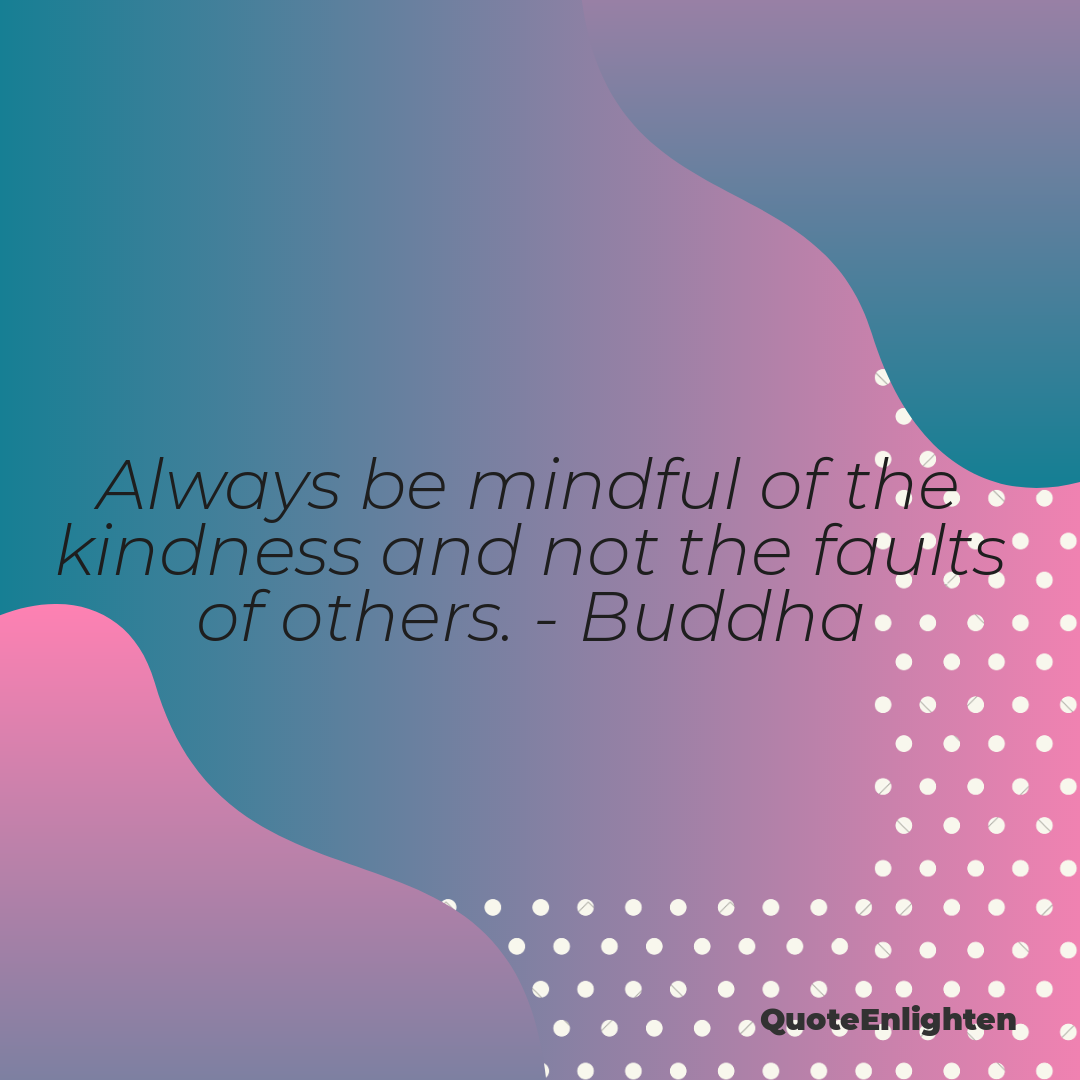 Always be mindful of the
kindness and not the faults
of others. - Buddha
QuoteEnlighten